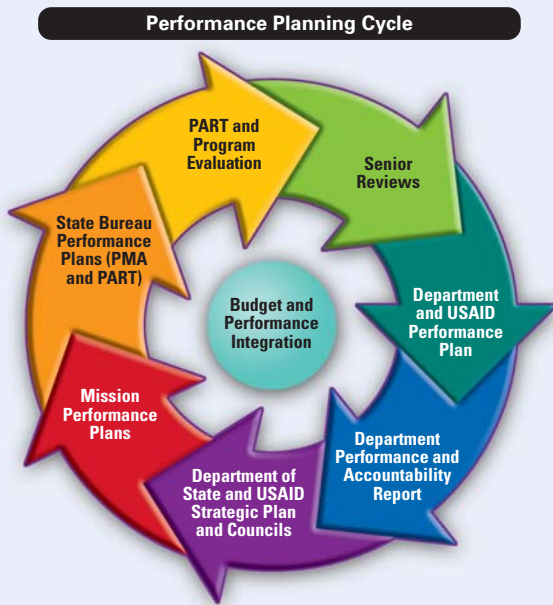 Performance Planning Cycle
PART and
Program
Evaluation
Senior
Reviews
State Bureau
Performance
Plans (PMA
and PART)
Department
and USAID
Performance
Plan
Budget and
Performance
Integration
Mission
Performance
Plans
Department
Performance and
Accountability
Report
Department of
State and USAID
Strategic Plan
and Councils